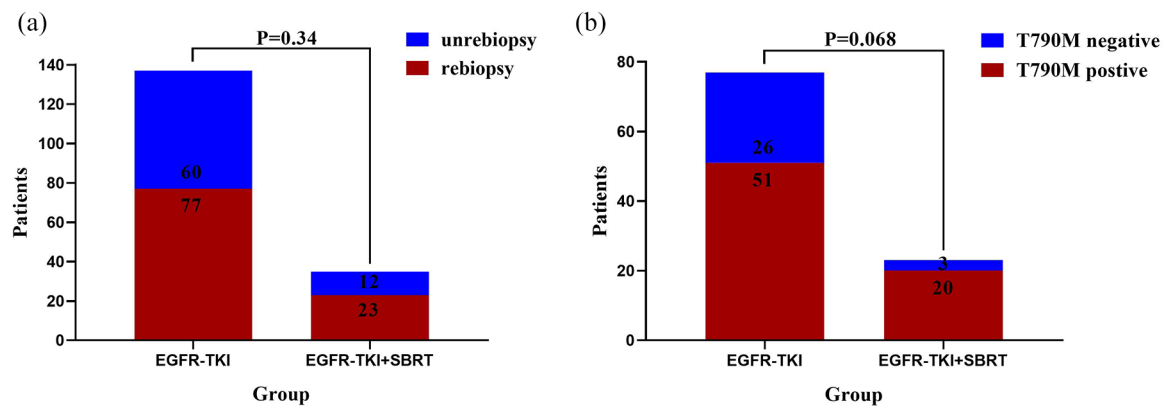 (a)
P=0.34
unrebiopsy
rebiopsy
140
120
100
80
60
40
20
0
Patients
60
77
12
23
EGFR-TKI
EGFR-TKI+SBRT
Group
(b)
P=0.068
T790M negative
T790M postive
80
60
40
20
0
Patients
26
51
3
20
EGFR-TKI
EGFR-TKI+SBRT
Group